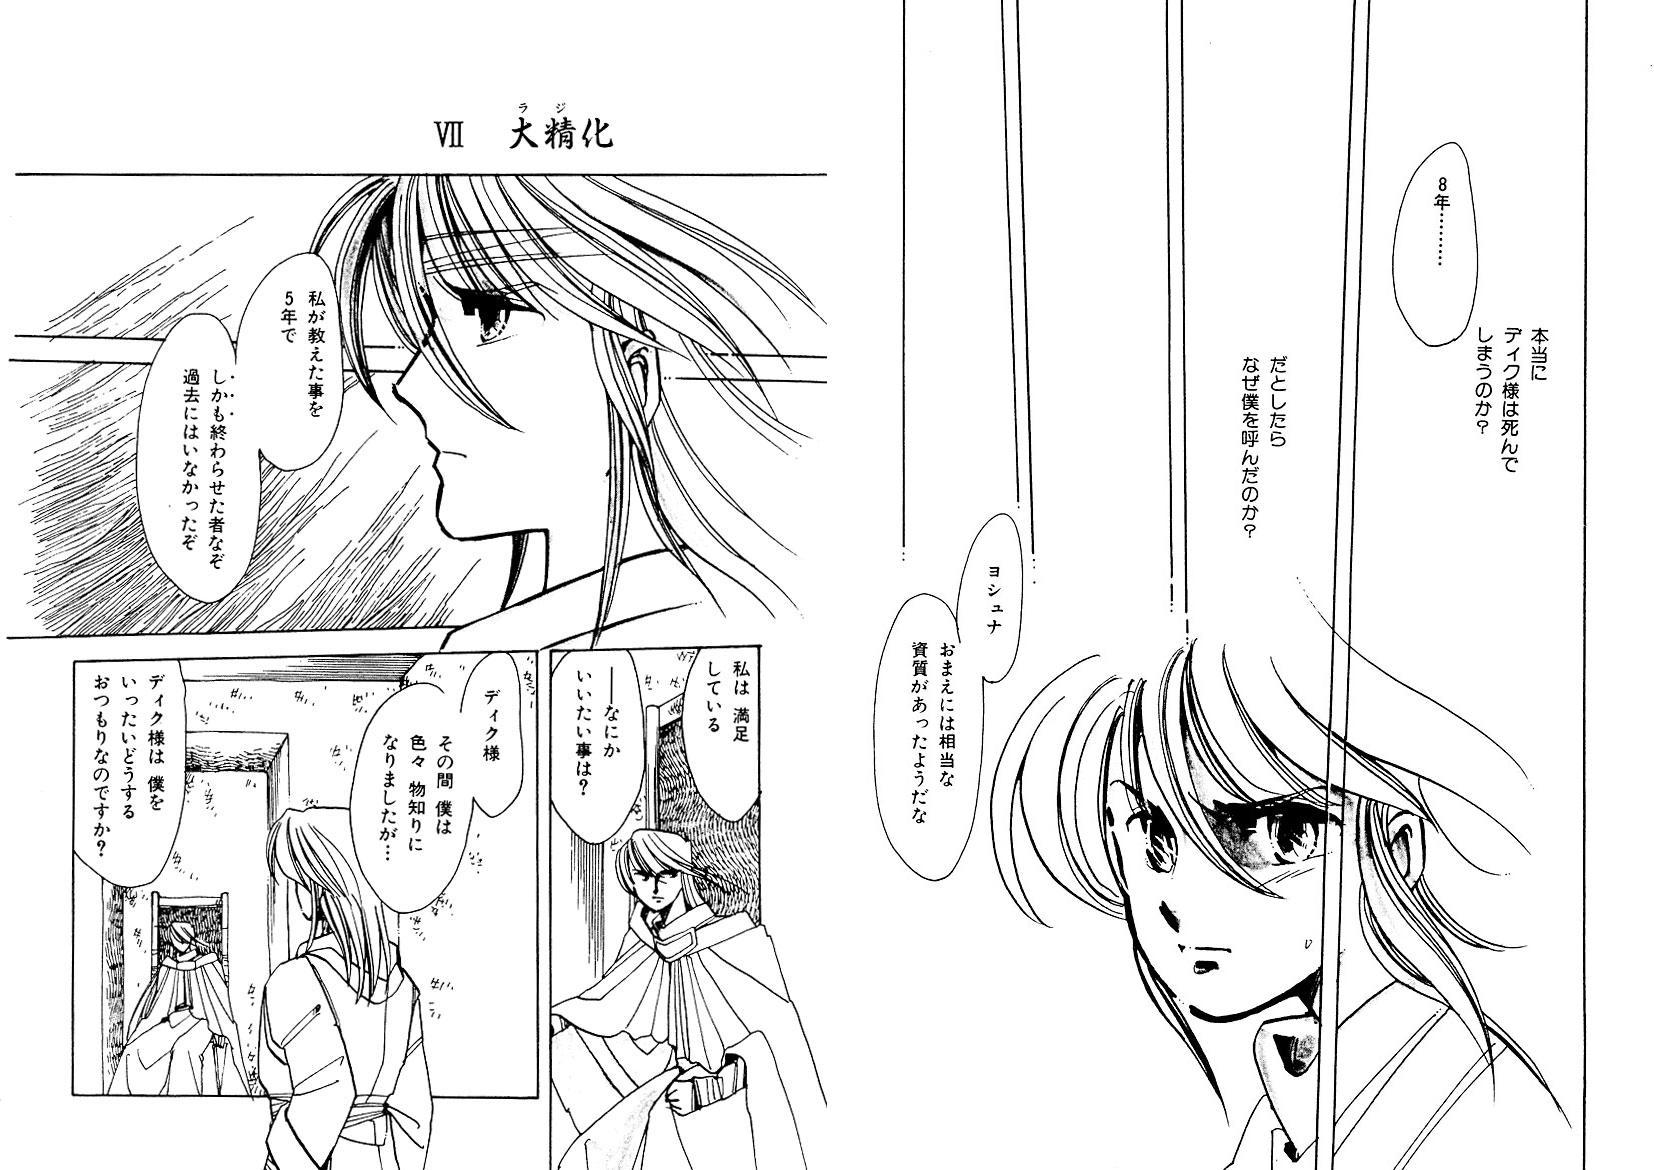 8年…………
本当に
ディク様は死んで
しまうのか?
だとしたら
なぜ僕を呼んだのか?
ヨシュナ
おまえには相当な
資質があったようだな
Ⅶ 大精化
ラジ
私が教えた事を
5年で
しかも終わらせた者なぞ
過去にはいなかったぞ
私は 満足
している
――なにか
いいたい事は?
ディク様
その間 僕は
色々 物知りに
なりましたが…
ディク様は 僕を
いったいどうする
おつもりなのですか?